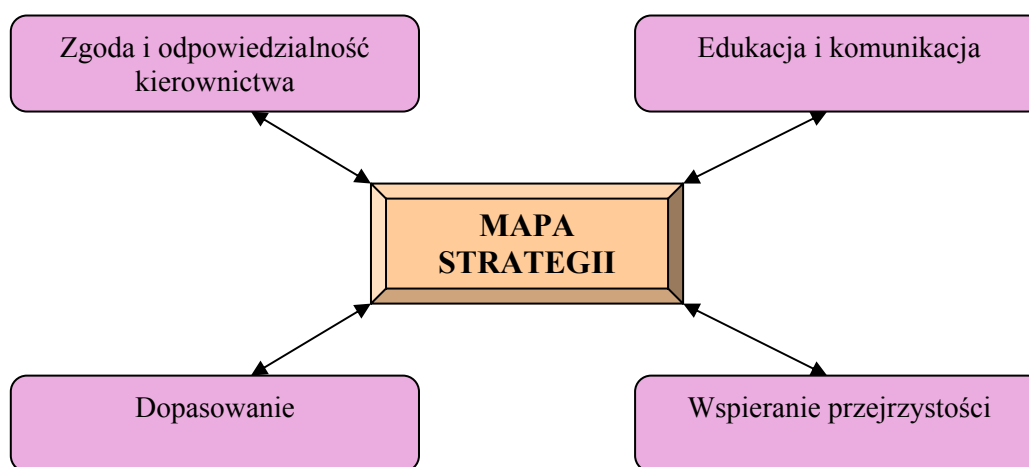 Zgoda i odpowiedzialność
kierownictwa
Edukacja i komunikacja
MAPA
STRATEGII
Dopasowanie
Wspieranie przejrzystości